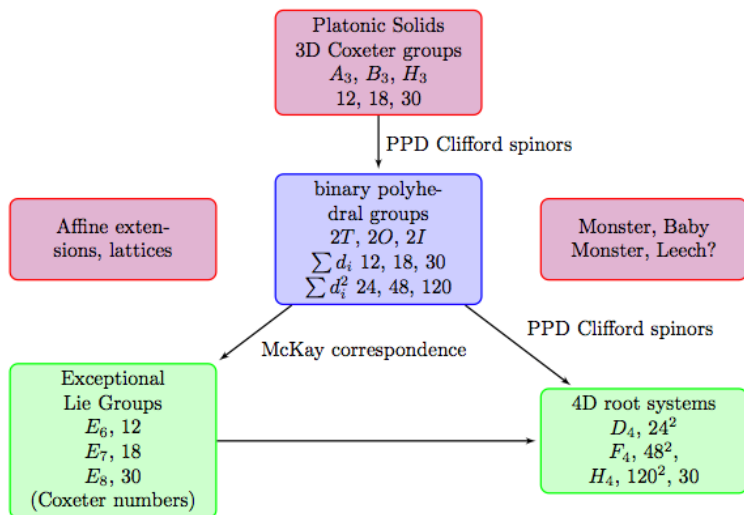 Platonic Solids
3D Coxeter groups
A₃, B₃, H₃
12, 18, 30
PPD Clifford spinors
binary polyhe-
dral groups
2T, 2O, 2I
∑ dᵢ 12, 18, 30
∑ dᵢ² 24, 48, 120
Affine exten-
sions, lattices
Monster, Baby
Monster, Leech?
McKay correspondence
PPD Clifford spinors
Exceptional
Lie Groups
E₆, 12
E₇, 18
E₈, 30
(Coxeter numbers)
4D root systems
D₄, 24²
F₄, 48²,
H₄, 120², 30